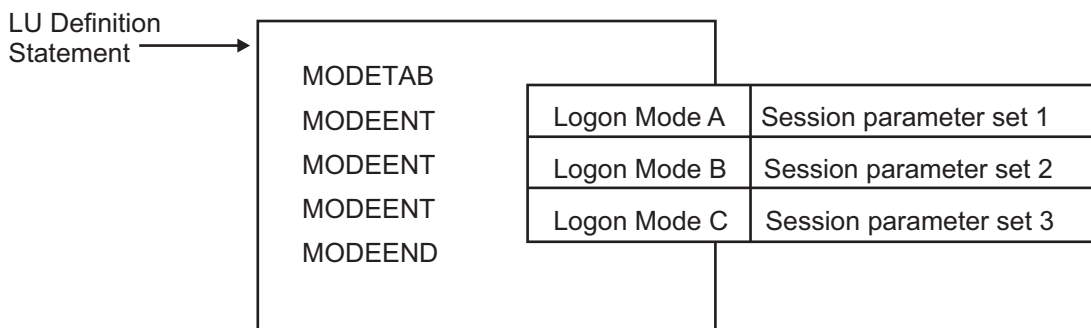 LU Definition
Statement
MODETAB
MODEENT Logon Mode A Session parameter set 1
MODEENT Logon Mode B Session parameter set 2
MODEENT Logon Mode C Session parameter set 3
MODEEND